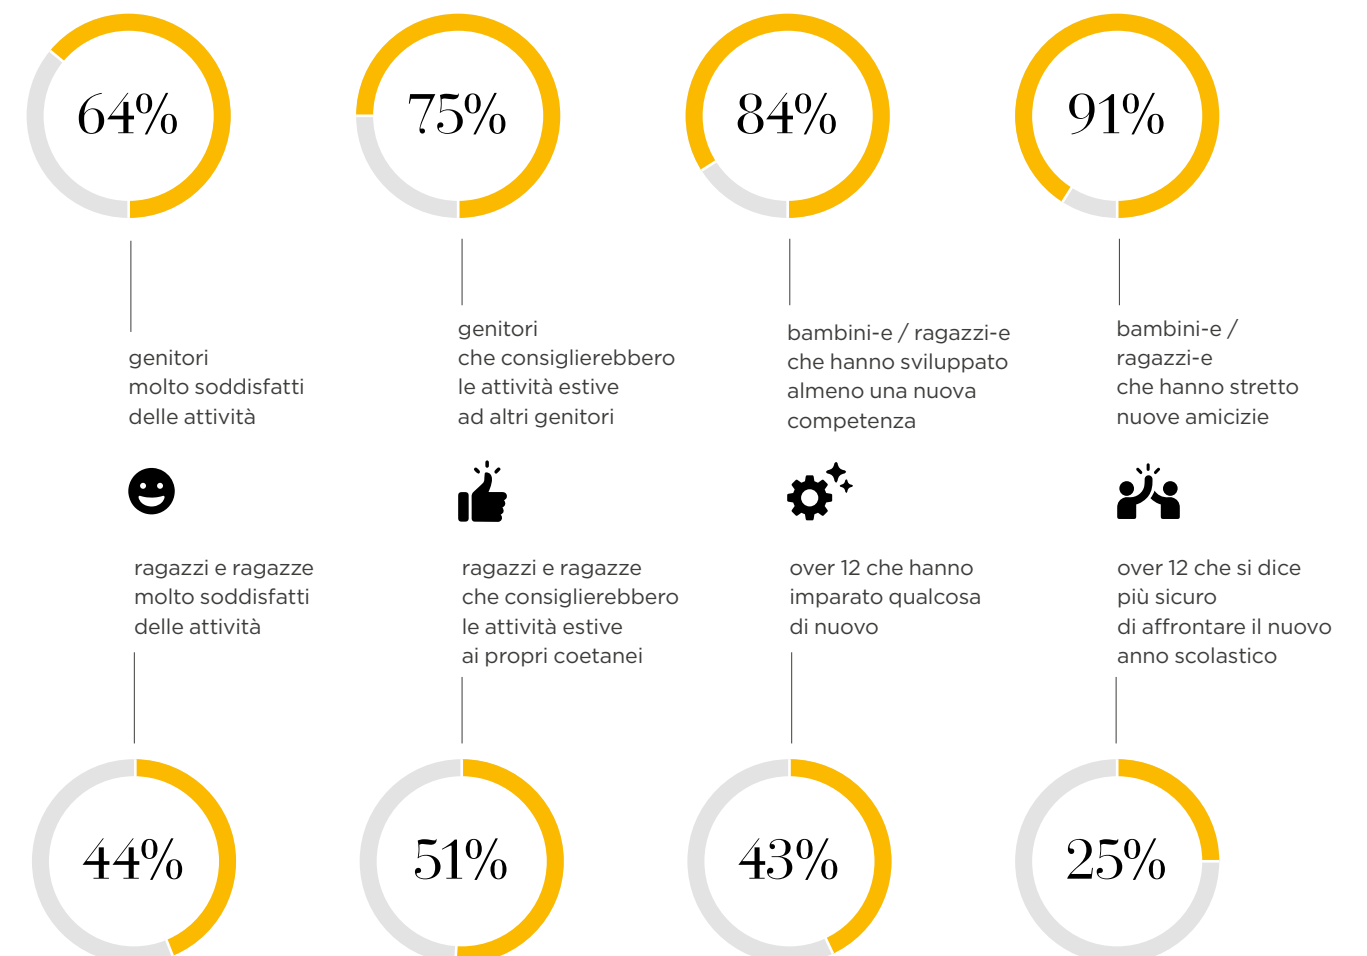 64%
75%
84%
91%
genitori
molto soddisfatti
delle attività
genitori
che consiglierebbero
le attività estive
ad altri genitori
bambini-e / ragazzi-e
che hanno sviluppato
almeno una nuova
competenza
bambini-e /
ragazzi-e
che hanno stretto
nuove amicizie
ragazzi e ragazze
molto soddisfatti
delle attività
ragazzi e ragazze
che consiglierebbero
le attività estive
ai propri coetanei
over 12 che hanno
imparato qualcosa
di nuovo
over 12 che si dice
più sicuro
di affrontare il nuovo
anno scolastico
44%
51%
43%
25%